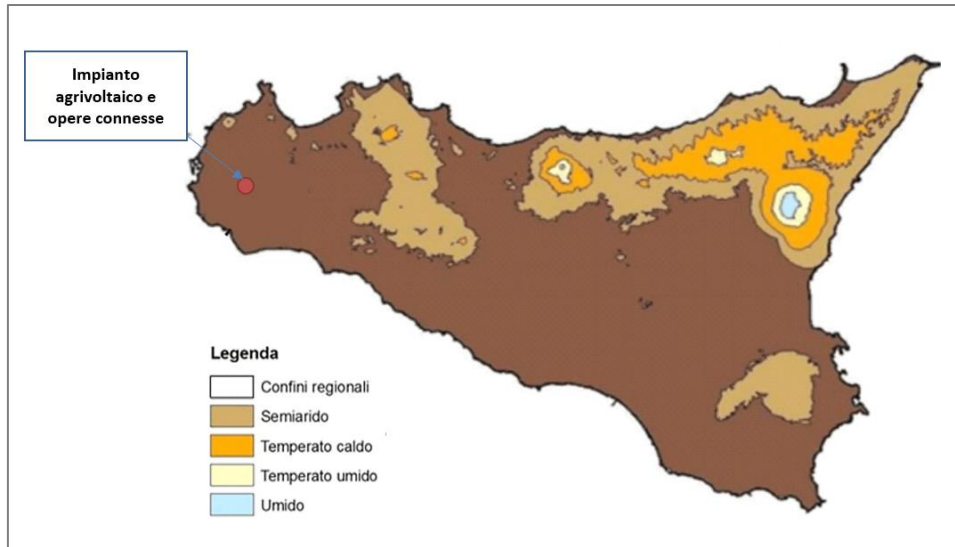 Impianto
agrivoltaico e
opere connesse
Legenda
Confini regionali
Semiarido
Temperato caldo
Temperato umido
Umido